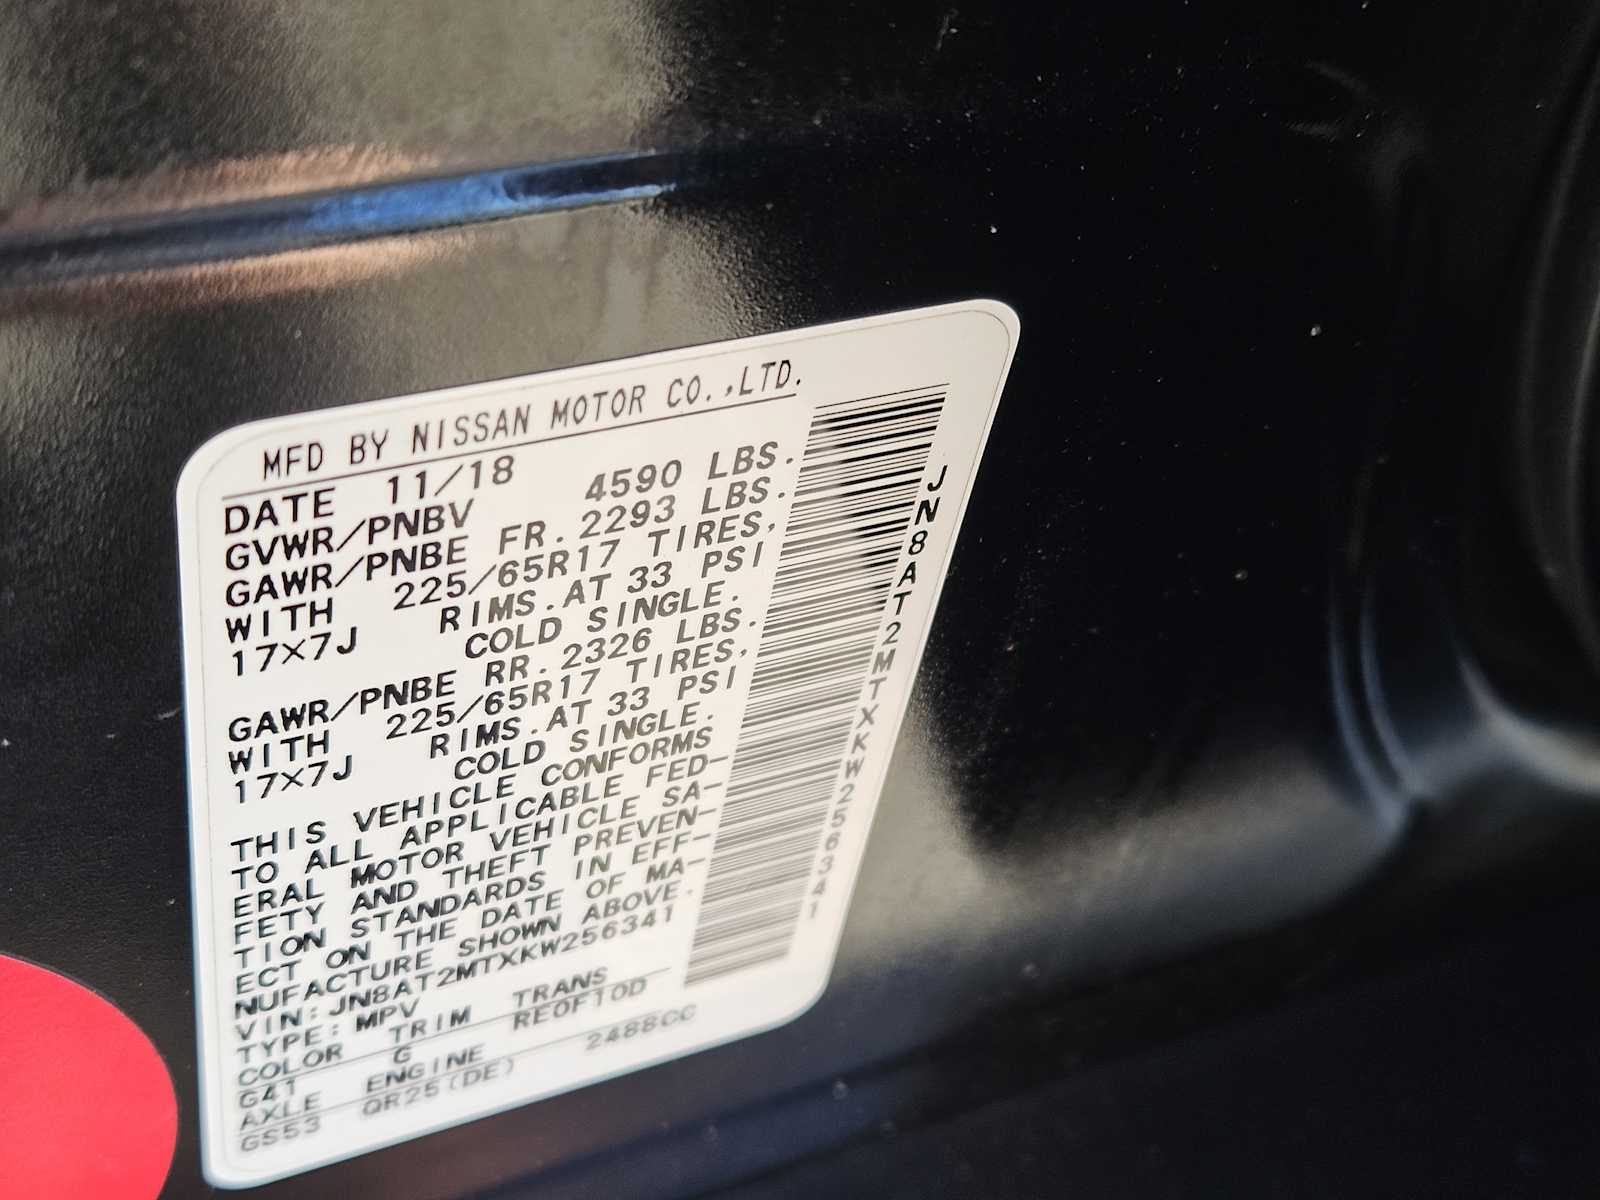 MFD BY NISSAN MOTOR CO.,LTD.
DATE 11/18
GVWR/PNBV 4590 LBS.
GAWR/PNBE FR. 2293 LBS.
WITH 225/65R17 TIRES,
17×7J RIMS. AT 33 PSI
COLD SINGLE.
GAWR/PNBE RR. 2326 LBS.
WITH 225/65R17 TIRES,
17×7J RIMS. AT 33 PSI
COLD SINGLE.
THIS VEHICLE CONFORMS
TO ALL APPLICABLE FED-
ERAL MOTOR VEHICLE SA-
FETY AND THEFT PREVEN-
TION STANDARDS IN EFF-
ECT ON THE DATE OF MA-
NUFACTURE SHOWN ABOVE.
VIN: JN8AT2MTXKW256341
TYPE: MPV
COLOR TRIM TRANS
G41 G RE0F10D
AXLE ENGINE
GS53 QR25(DE) 2488CC
JN8AT2MTXKW256341